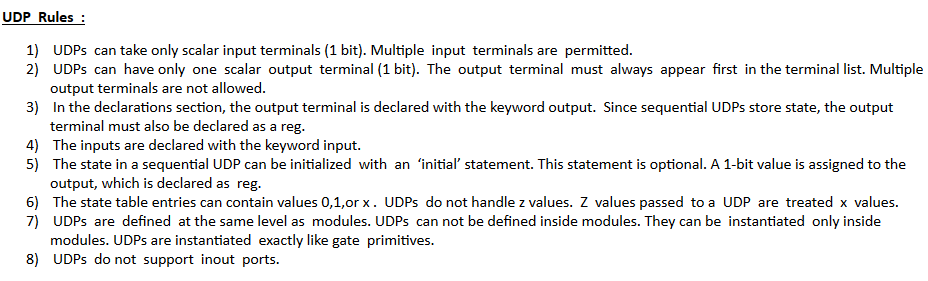 UDP Rules :
1) UDPs can take only scalar input terminals (1 bit). Multiple input terminals are permitted.
2) UDPs can have only one scalar output terminal (1 bit). The output terminal must always appear first in the terminal list. Multiple
output terminals are not allowed.
3) In the declarations section, the output terminal is declared with the keyword output. Since sequential UDPs store state, the output
terminal must also be declared as a reg.
4) The inputs are declared with the keyword input.
5) The state in a sequential UDP can be initialized with an ‘initial’ statement. This statement is optional. A 1-bit value is assigned to the
output, which is declared as reg.
6) The state table entries can contain values 0,1,or x . UDPs do not handle z values. Z values passed to a UDP are treated x values.
7) UDPs are defined at the same level as modules. UDPs can not be defined inside modules. They can be instantiated only inside
modules. UDPs are instantiated exactly like gate primitives.
8) UDPs do not support inout ports.